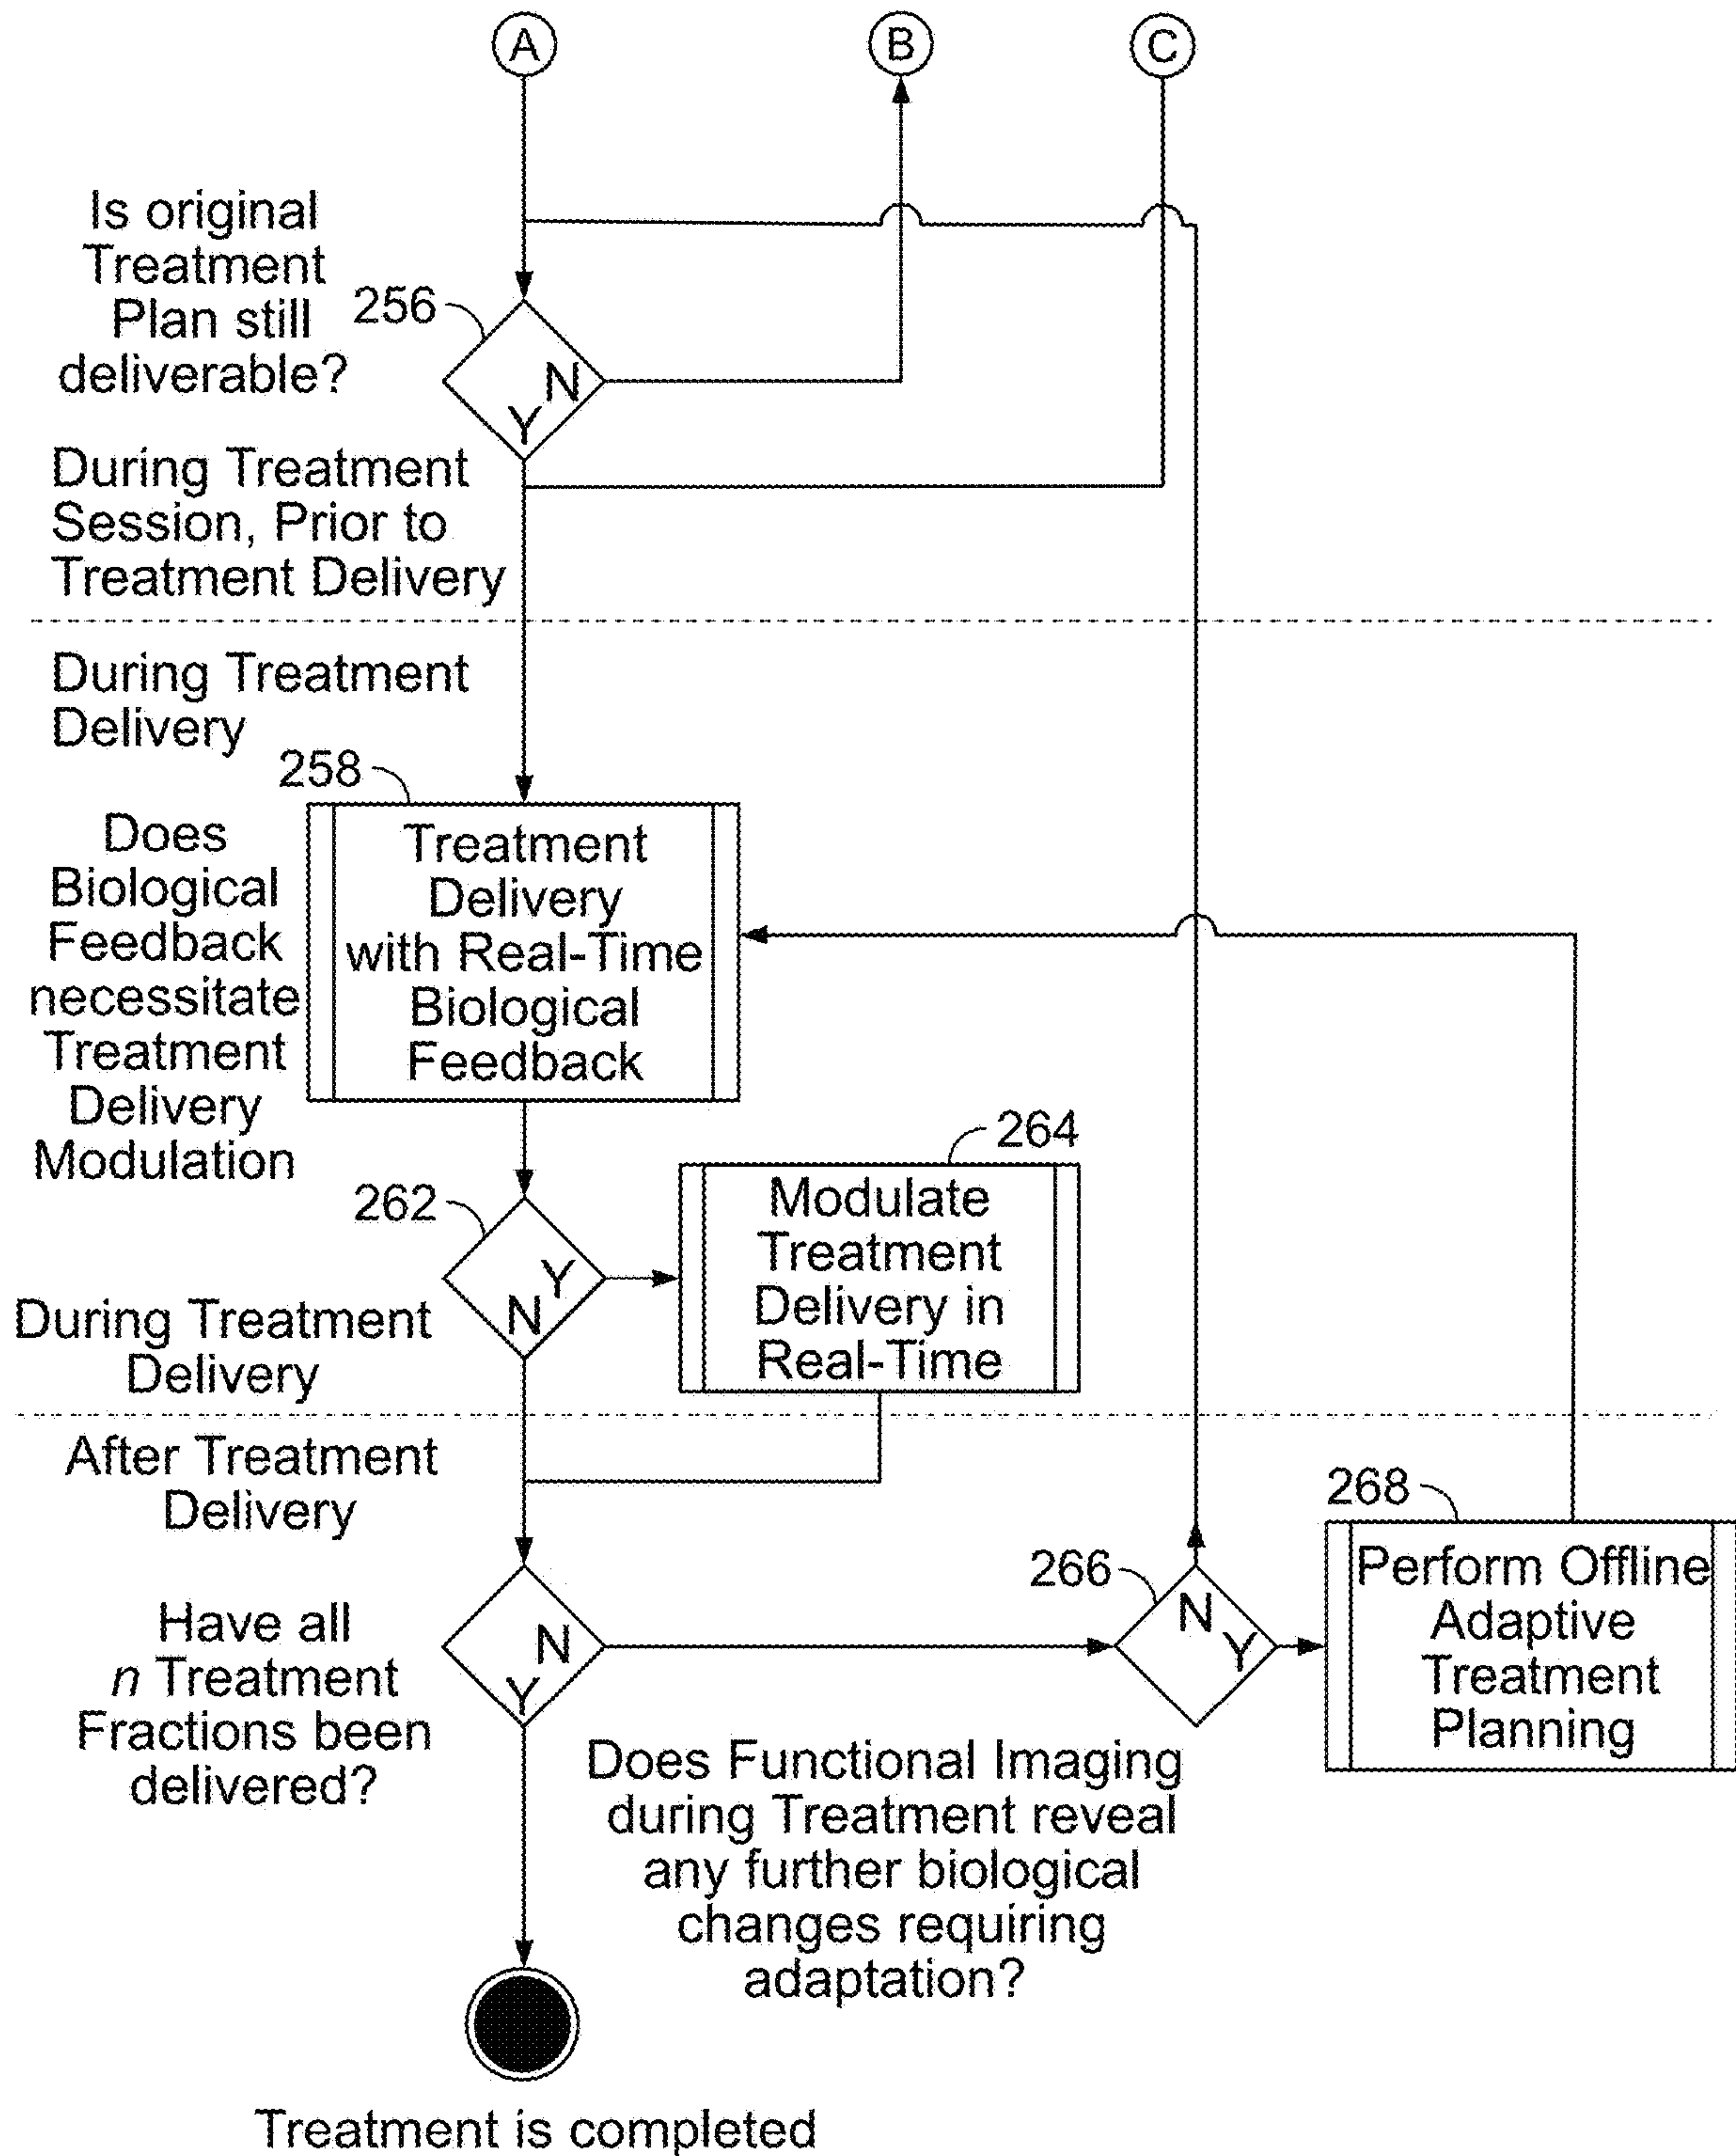 A
B
C
Is original
Treatment
Plan still
deliverable?
256
N
Y
During Treatment
Session, Prior to
Treatment Delivery
During Treatment
Delivery
258
Does
Biological
Feedback
necessitate
Treatment
Delivery
Modulation
Treatment
Delivery
with Real-Time
Biological
Feedback
262
Y
N
264
Modulate
Treatment
Delivery in
Real-Time
During Treatment
Delivery
After Treatment
Delivery
Have all
n Treatment
Fractions been
delivered?
N
Y
266
N
Y
268
Perform Offline
Adaptive
Treatment
Planning
Does Functional Imaging
during Treatment reveal
any further biological
changes requiring
adaptation?
Treatment is completed